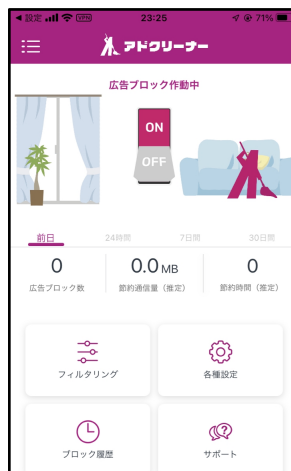 ◀設定 VPN 23:25 71%
アドクリーナー
広告ブロック作動中
ON
OFF
前日 24時間 7日間 30日間
0 0.0 MB 0
広告ブロック数 節約通信量（推定） 節約時間（推定）
フィルタリング 各種設定
ブロック履歴 サポート